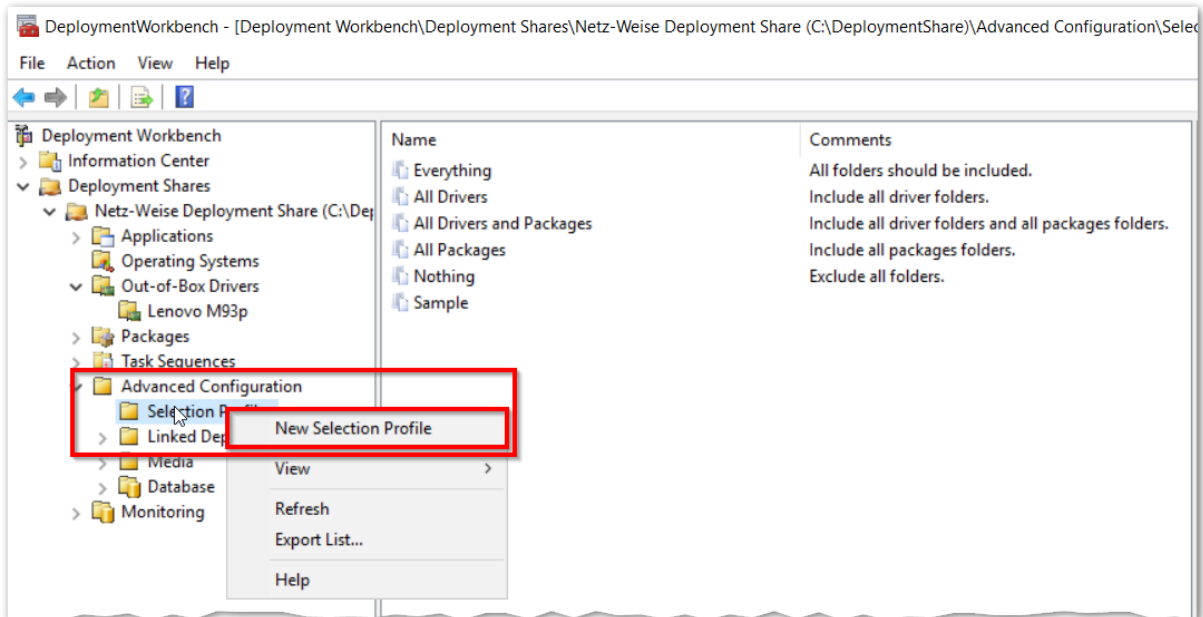 DeploymentWorkbench - [Deployment Workbench\Deployment Shares\Netz-Weise Deployment Share (C:\DeploymentShare)\Advanced Configuration\Selec
File Action View Help
Deployment Workbench
Information Center
Deployment Shares
Netz-Weise Deployment Share (C:\Dep
Applications
Operating Systems
Out-of-Box Drivers
Lenovo M93p
Packages
Task Sequences
Advanced Configuration
Selection
Linked Dep
Media
Database
Monitoring
Name Comments
Everything All folders should be included.
All Drivers Include all driver folders.
All Drivers and Packages Include all driver folders and all packages folders.
All Packages Include all packages folders.
Nothing Exclude all folders.
Sample
New Selection Profile
View
Refresh
Export List...
Help